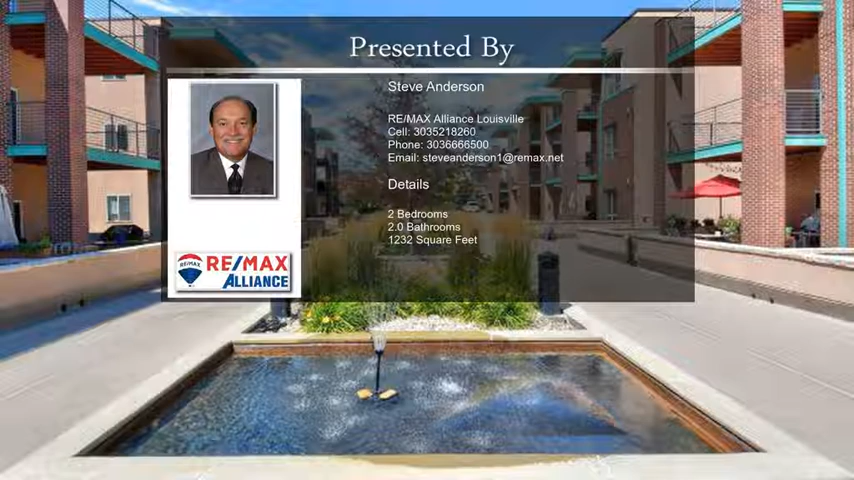 Presented By
Steve Anderson
RE/MAX Alliance Louisville
Cell: 3035218260
Phone: 3036666500
Email: steveanderson1@remax.net
Details
2 Bedrooms
2.0 Bathrooms
1232 Square Feet
RE/MAX
RE/MAX
ALLIANCE